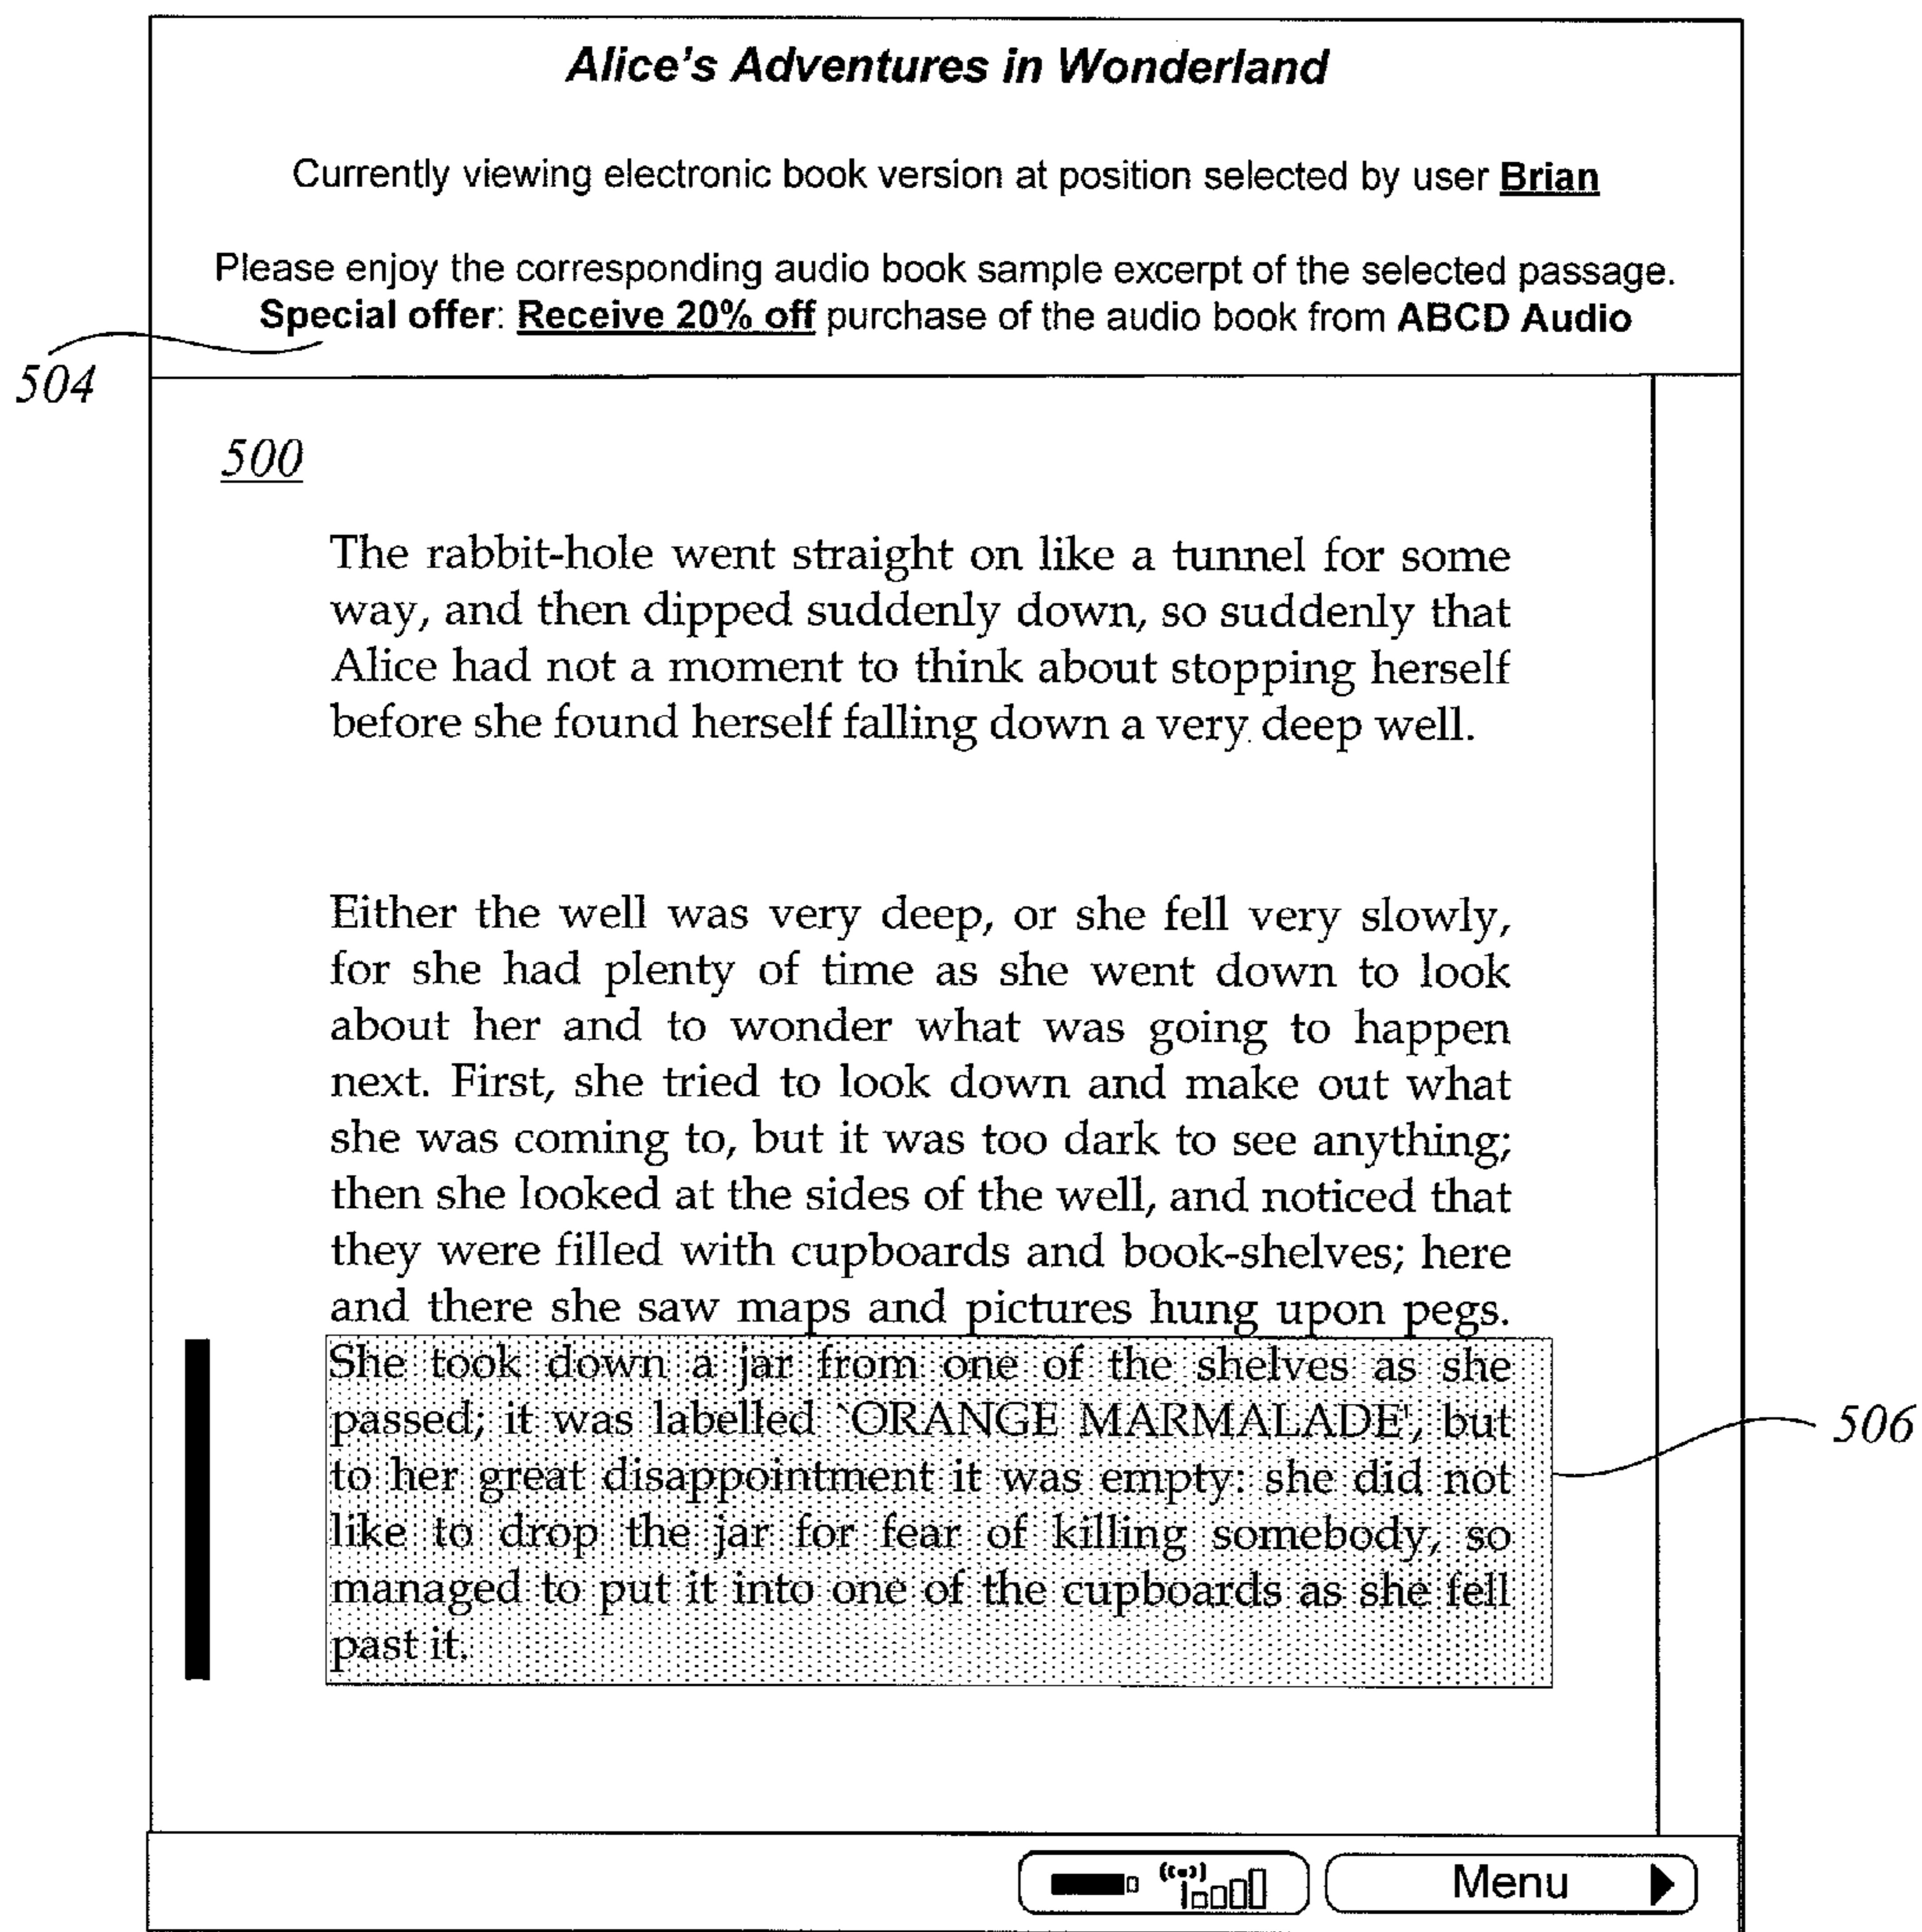 Alice's Adventures in Wonderland
Currently viewing electronic book version at position selected by user Brian
Please enjoy the corresponding audio book sample excerpt of the selected passage.
Special offer: Receive 20% off purchase of the audio book from ABCD Audio
504
500
The rabbit-hole went straight on like a tunnel for some
way, and then dipped suddenly down, so suddenly that
Alice had not a moment to think about stopping herself
before she found herself falling down a very deep well.
Either the well was very deep, or she fell very slowly,
for she had plenty of time as she went down to look
about her and to wonder what was going to happen
next. First, she tried to look down and make out what
she was coming to, but it was too dark to see anything;
then she looked at the sides of the well, and noticed that
they were filled with cupboards and book-shelves; here
and there she saw maps and pictures hung upon pegs.
She took down a jar from one of the shelves as she
passed; it was labelled `ORANGE MARMALADE', but
to her great disappointment it was empty: she did not
like to drop the jar for fear of killing somebody, so
managed to put it into one of the cupboards as she fell
past it.
506
Menu